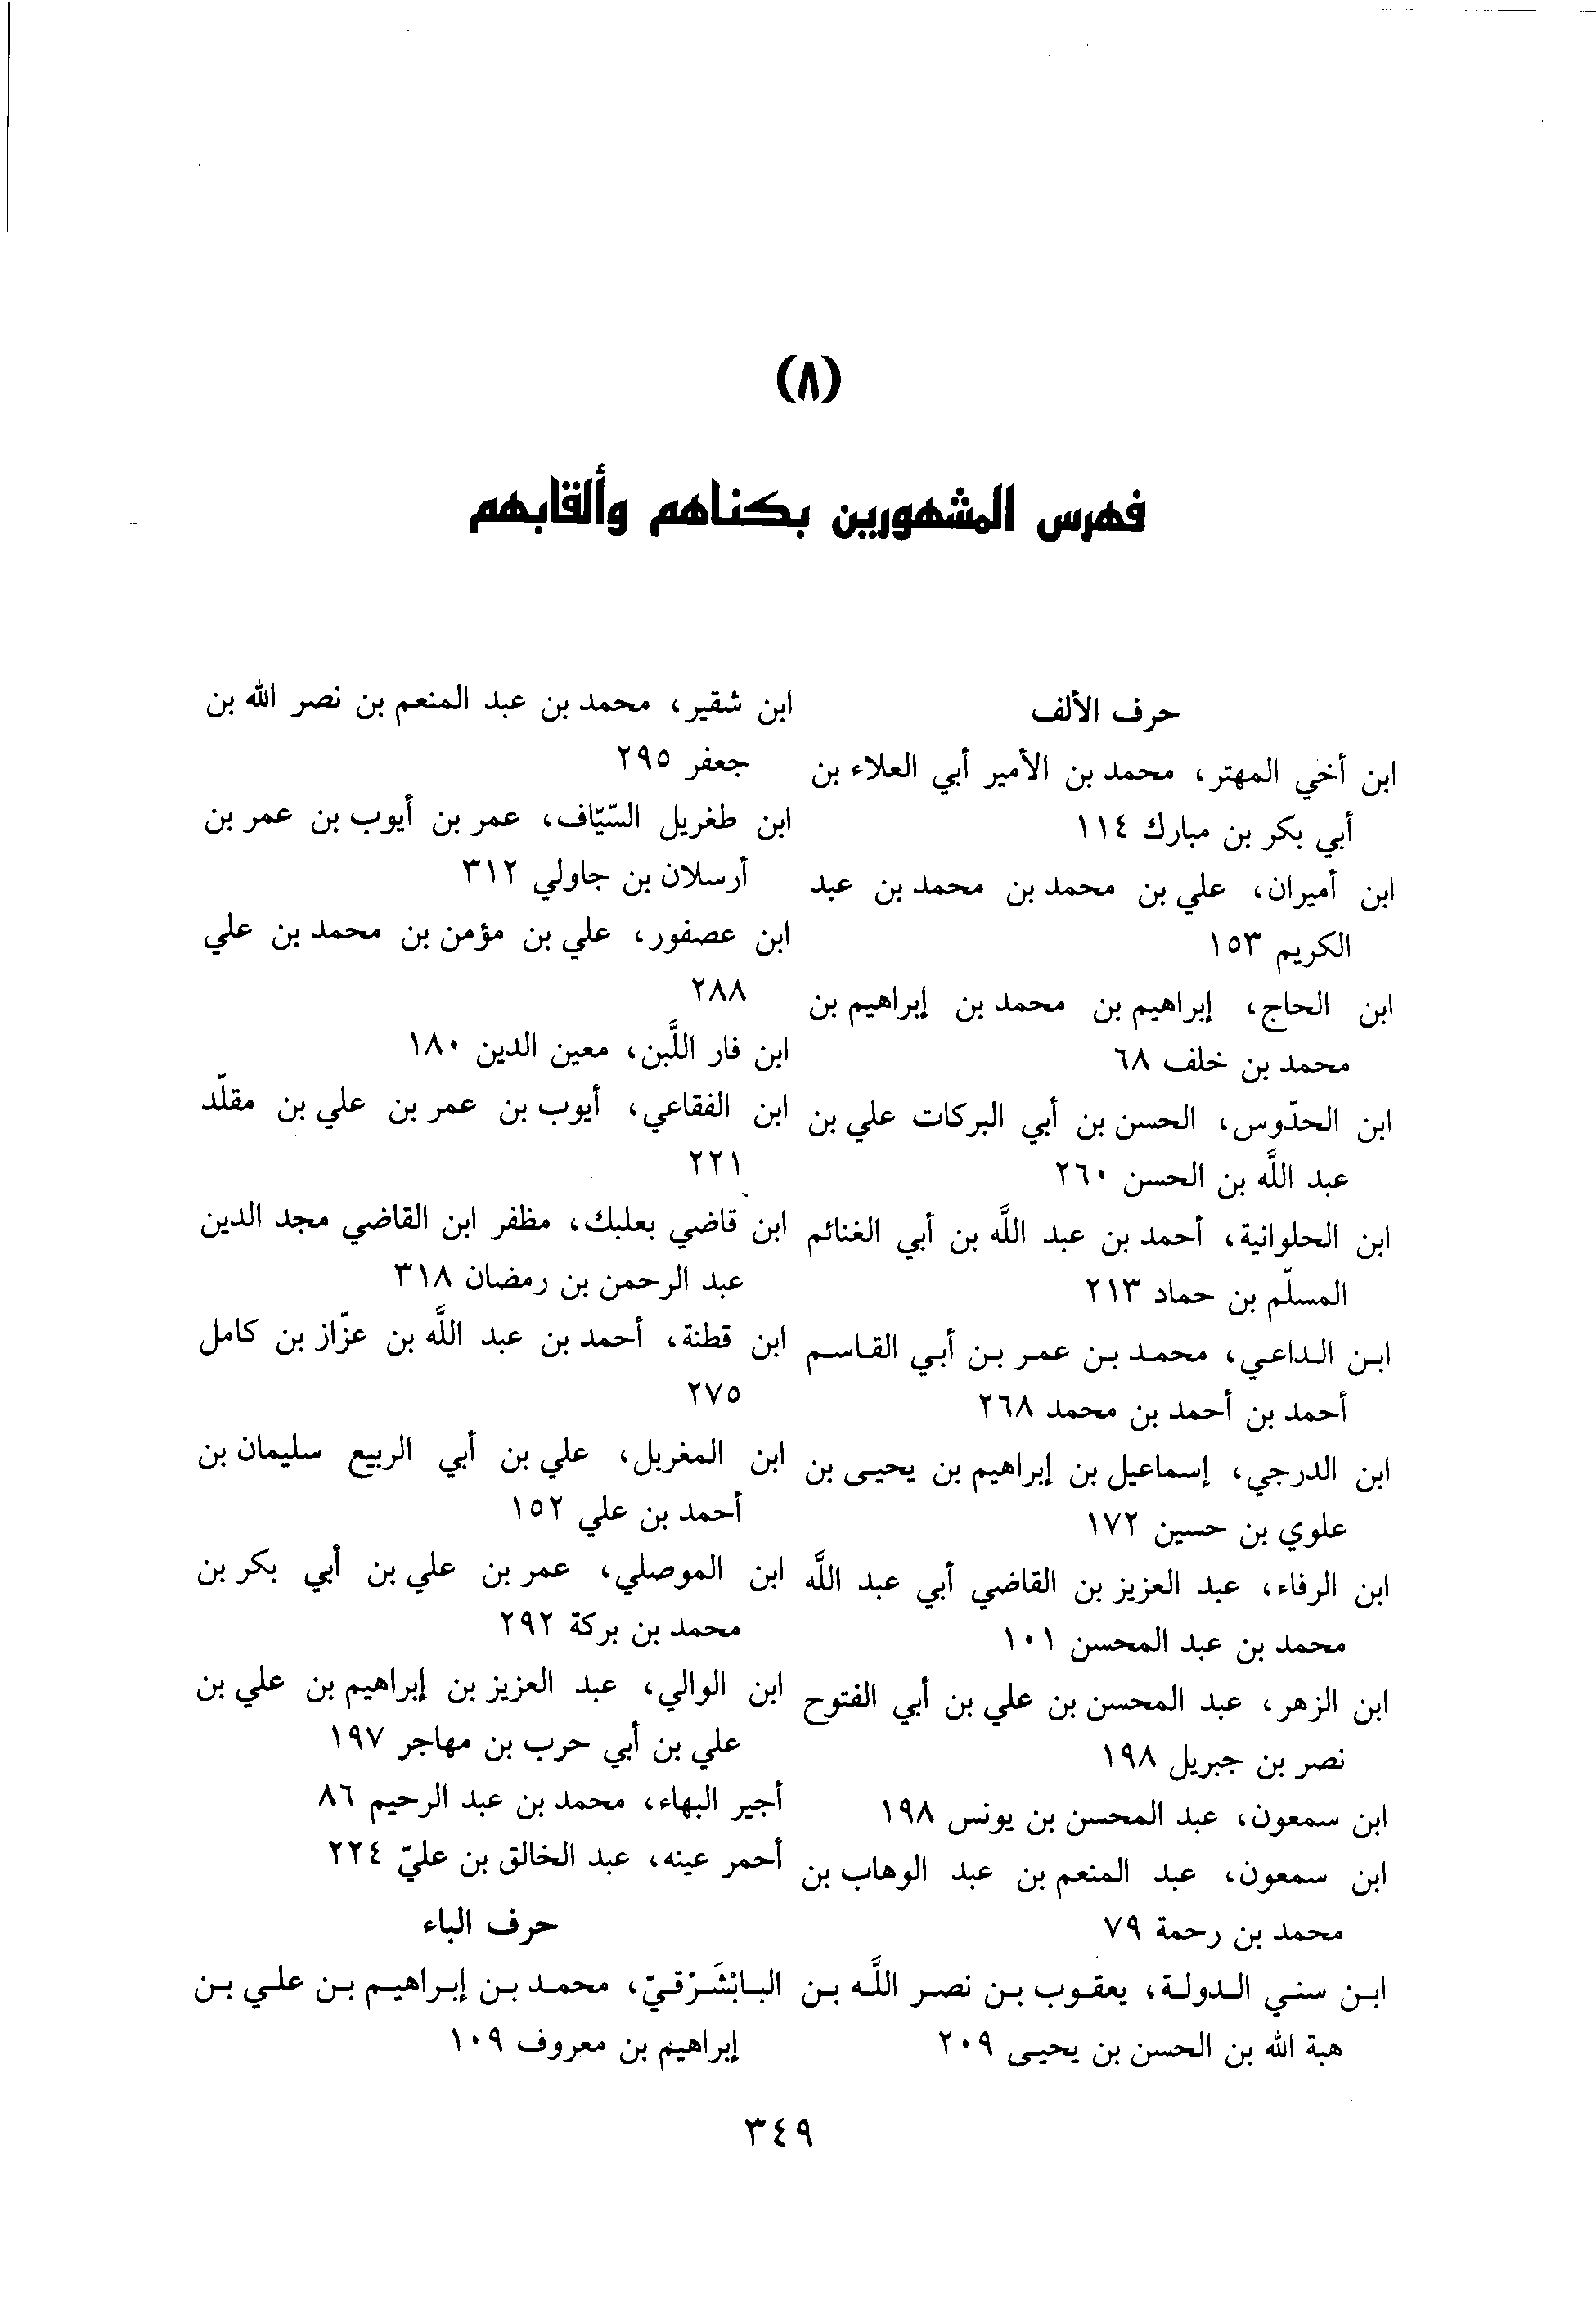 (٨)
فهرس المشهورين بكناهم وألقابهم
حرف الألف
ابن أخي المهتر، محمد بن الأمير أبي العلاء بن
أبي بكر بن مبارك ١١٤
ابن أميران، علي بن محمد بن محمد بن عبد
الكريم ١٥٣
ابن الحاج، إبراهيم بن محمد بن إبراهيم بن
محمد بن خلف ٦٨
ابن الحدّوس، الحسن بن أبي البركات علي بن
عبد اللَّه بن الحسن ٢٦٠
ابن الحلوانية، أحمد بن عبد اللَّه بن أبي الغنائم
المسلّم بن حماد ٢١٣
ابن الداعي، محمد بن عمر بن أبي القاسم
أحمد بن أحمد بن محمد ٢٦٨
ابن الدرجي، إسماعيل بن إبراهيم بن يحيى بن
علوي بن حسين ١٧٢
ابن الرفاء، عبد العزيز بن القاضي أبي عبد اللَّه
محمد بن عبد المحسن ١٠١
ابن الزهر، عبد المحسن بن علي بن أبي الفتوح
نصر بن جبريل ١٩٨
ابن سمعون، عبد المحسن بن يونس ١٩٨
ابن سمعون، عبد المنعم بن عبد الوهاب بن
محمد بن رحمة ٧٩
ابن سني الدولة، يعقوب بن نصر اللَّه بن
هبة الله بن الحسن بن يحيى ٢٠٩
ابن شقير، محمد بن عبد المنعم بن نصر الله بن
جعفر ٢٩٥
ابن طغريل السّيّاف، عمر بن أيوب بن عمر بن
أرسلان بن جاولي ٣١٢
ابن عصفور، علي بن مؤمن بن محمد بن علي
٢٨٨
ابن فار اللَّبن، معين الدين ١٨٠
ابن الفقاعي، أيوب بن عمر بن علي بن مقلّد
٢٢١
ابن قاضي بعلبك، مظفر ابن القاضي مجد الدين
عبد الرحمن بن رمضان ٣١٨
ابن قطنة، أحمد بن عبد اللَّه بن عزّاز بن كامل
٢٧٥
ابن المغربل، علي بن أبي الربيع سليمان بن
أحمد بن علي ١٥٢
ابن الموصلي، عمر بن علي بن أبي بكر بن
محمد بن بركة ٢٩٢
ابن الوالي، عبد العزيز بن إبراهيم بن علي بن
علي بن أبي حرب بن مهاجر ١٩٧
أجير البهاء، محمد بن عبد الرحيم ٨٦
أحمر عينه، عبد الخالق بن عليّ ٢٢٤
حرف الباء
البابْشَرْقيّ، محمد بن إبراهيم بن علي بن
إبراهيم بن معروف ١٠٩
٣٤٩